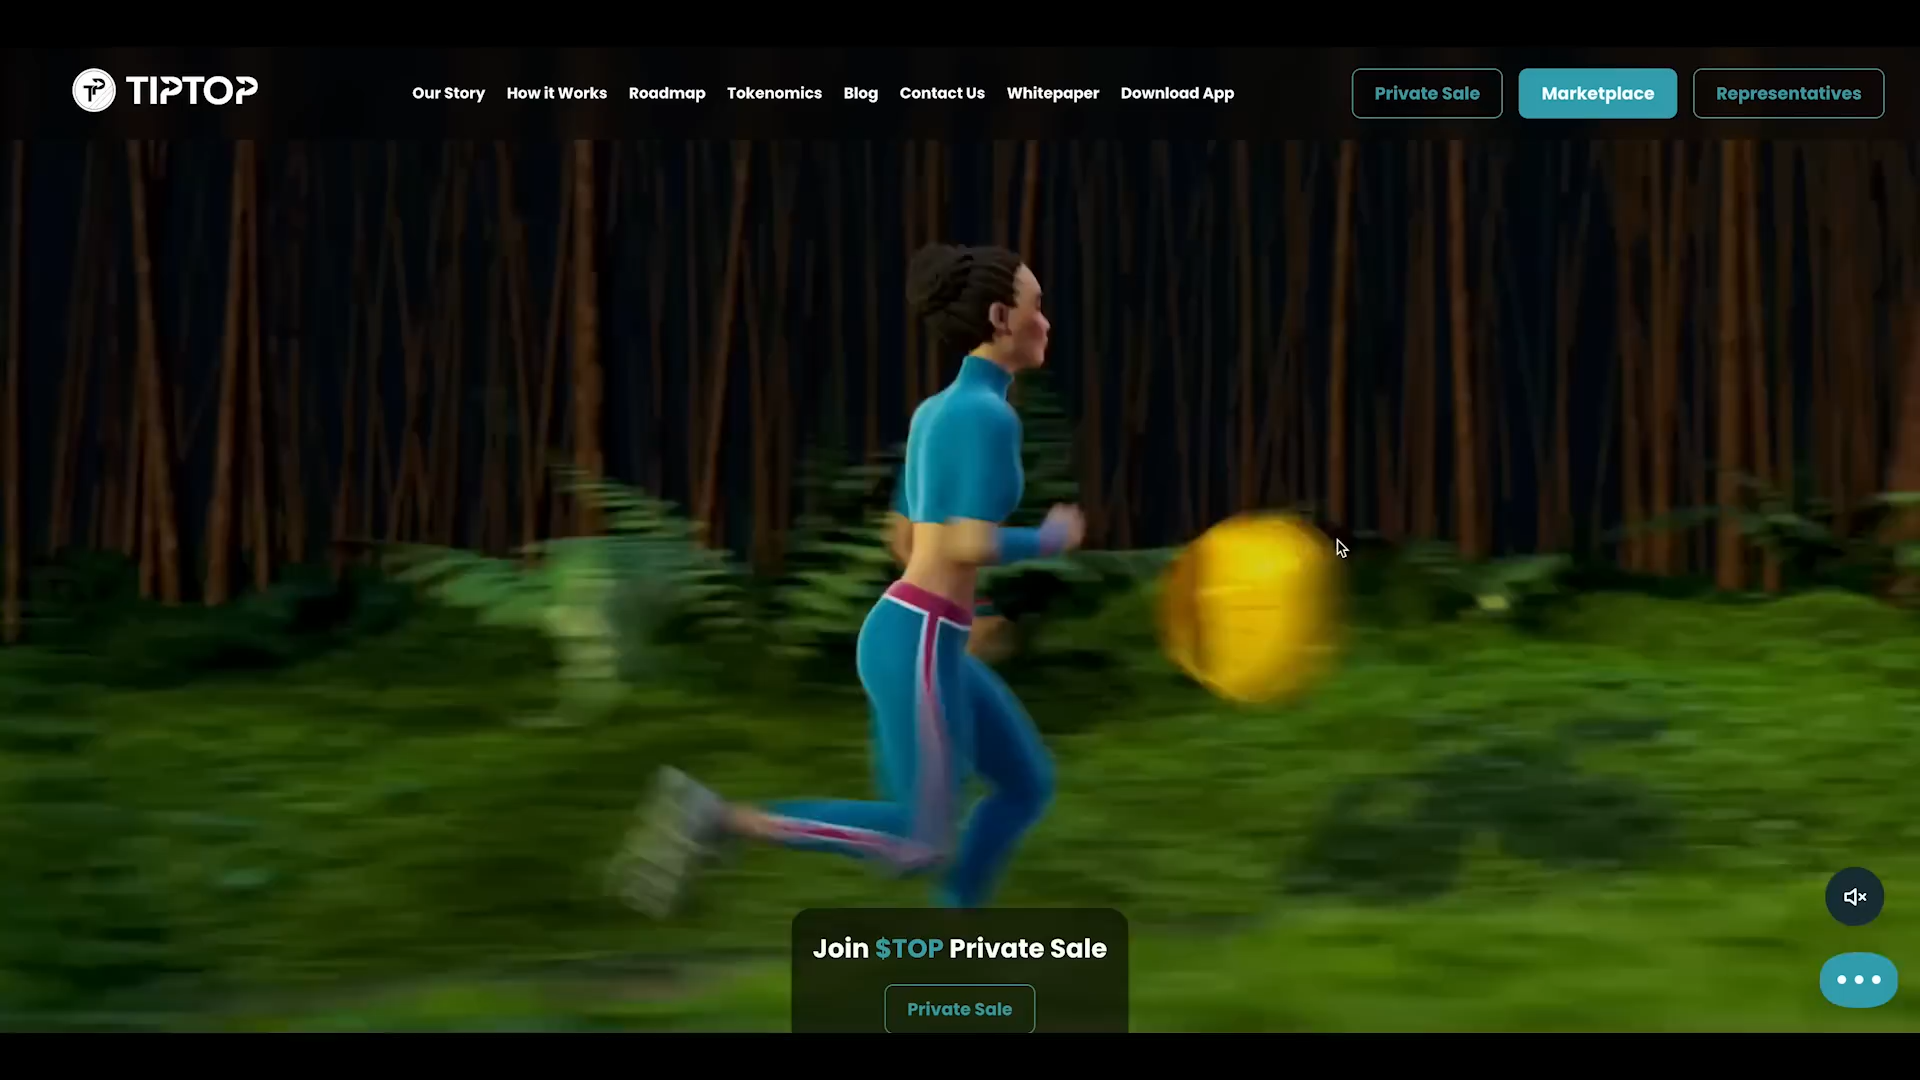 TIPTOP
Our Story
How it Works
Roadmap
Tokenomics
Blog
Contact Us
Whitepaper
Download App
Private Sale
Marketplace
Representatives
Join $TOP Private Sale
Private Sale